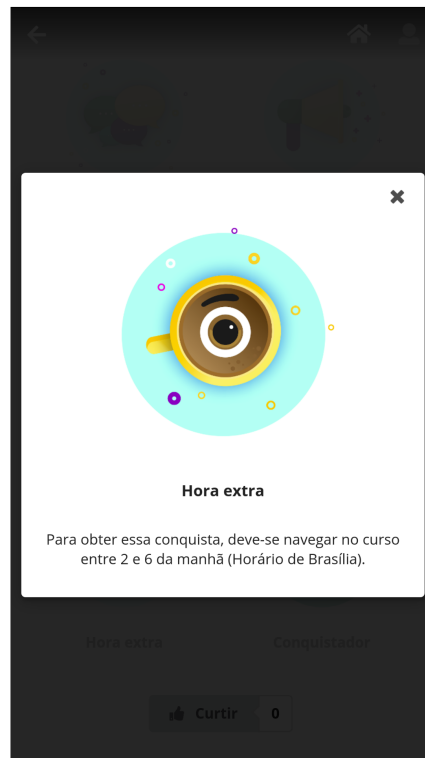 Hora extra
Para obter essa conquista, deve-se navegar no curso
entre 2 e 6 da manhã (Horário de Brasília).
Hora extra
Conquistador
Curtir
0